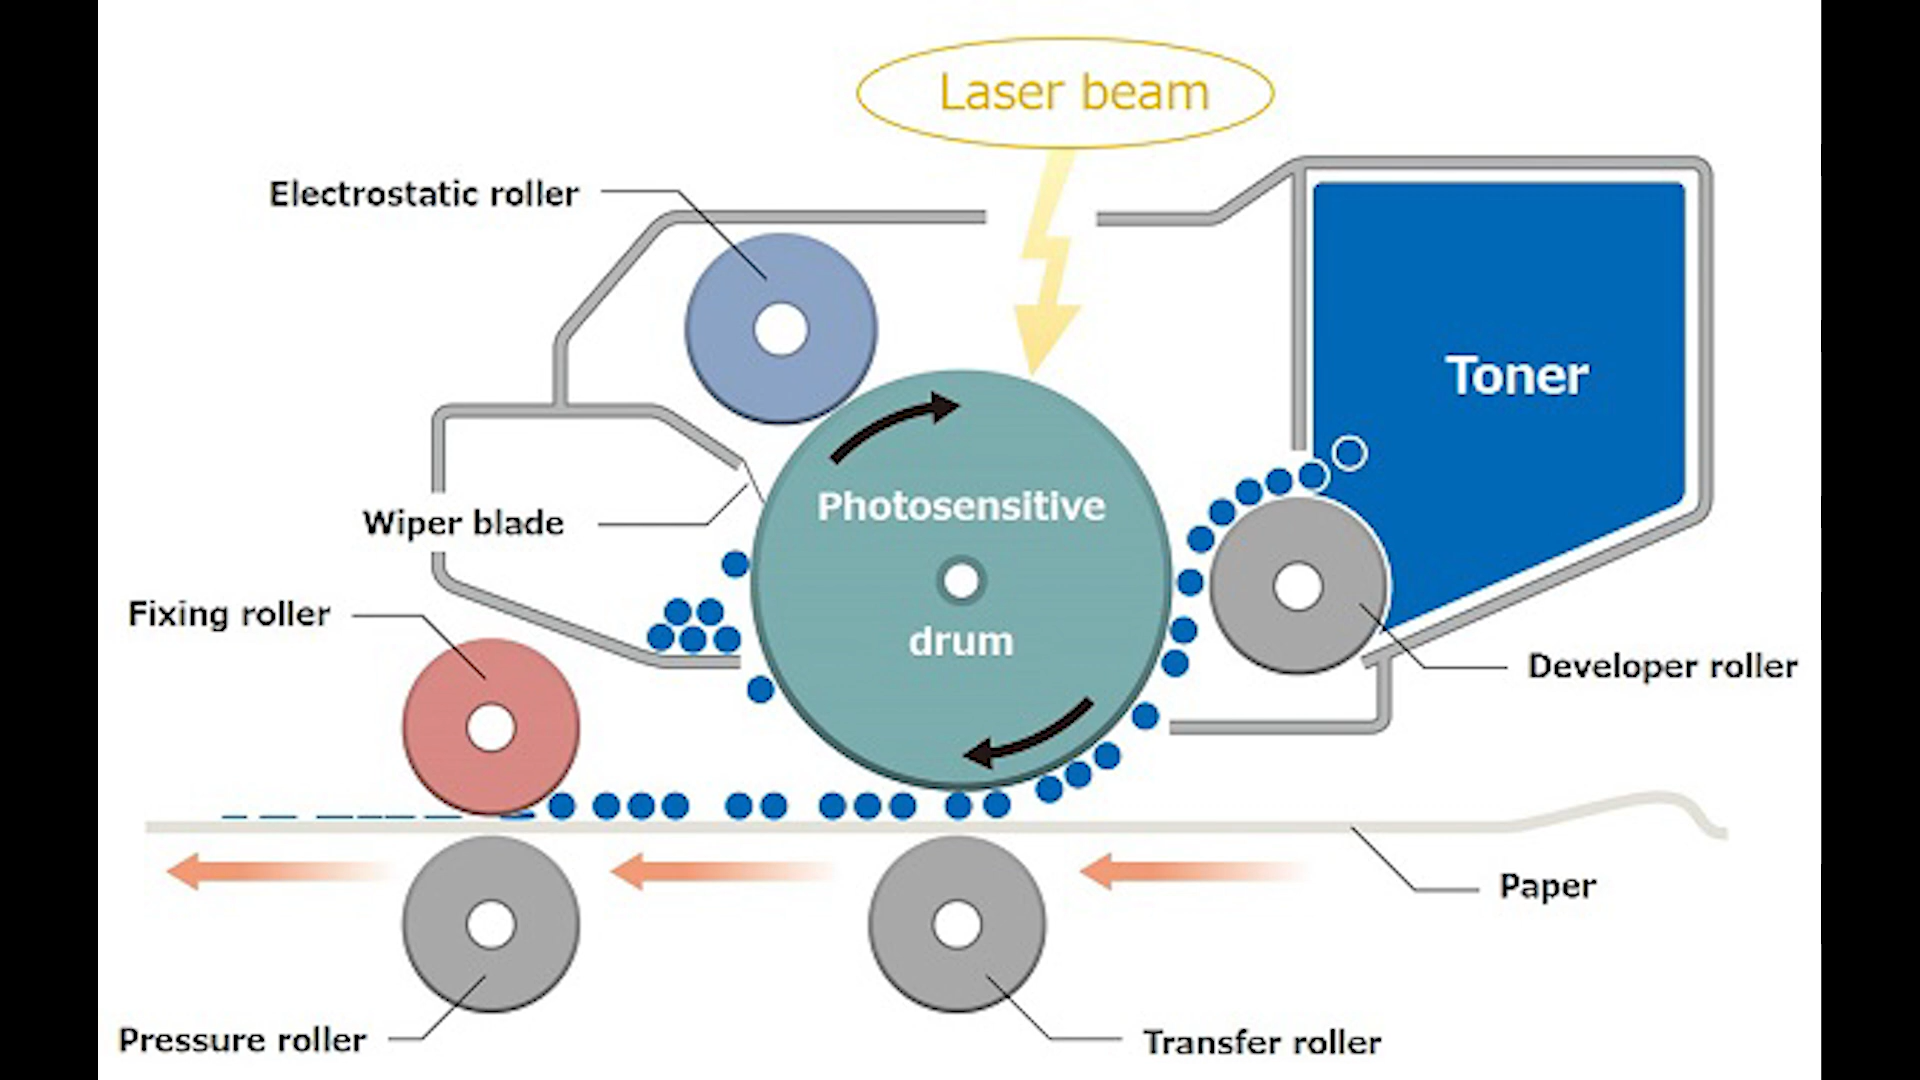 Laser beam
Electrostatic roller
Toner
Photosensitive
drum
Wiper blade
Fixing roller
Developer roller
Paper
Pressure roller
Transfer roller